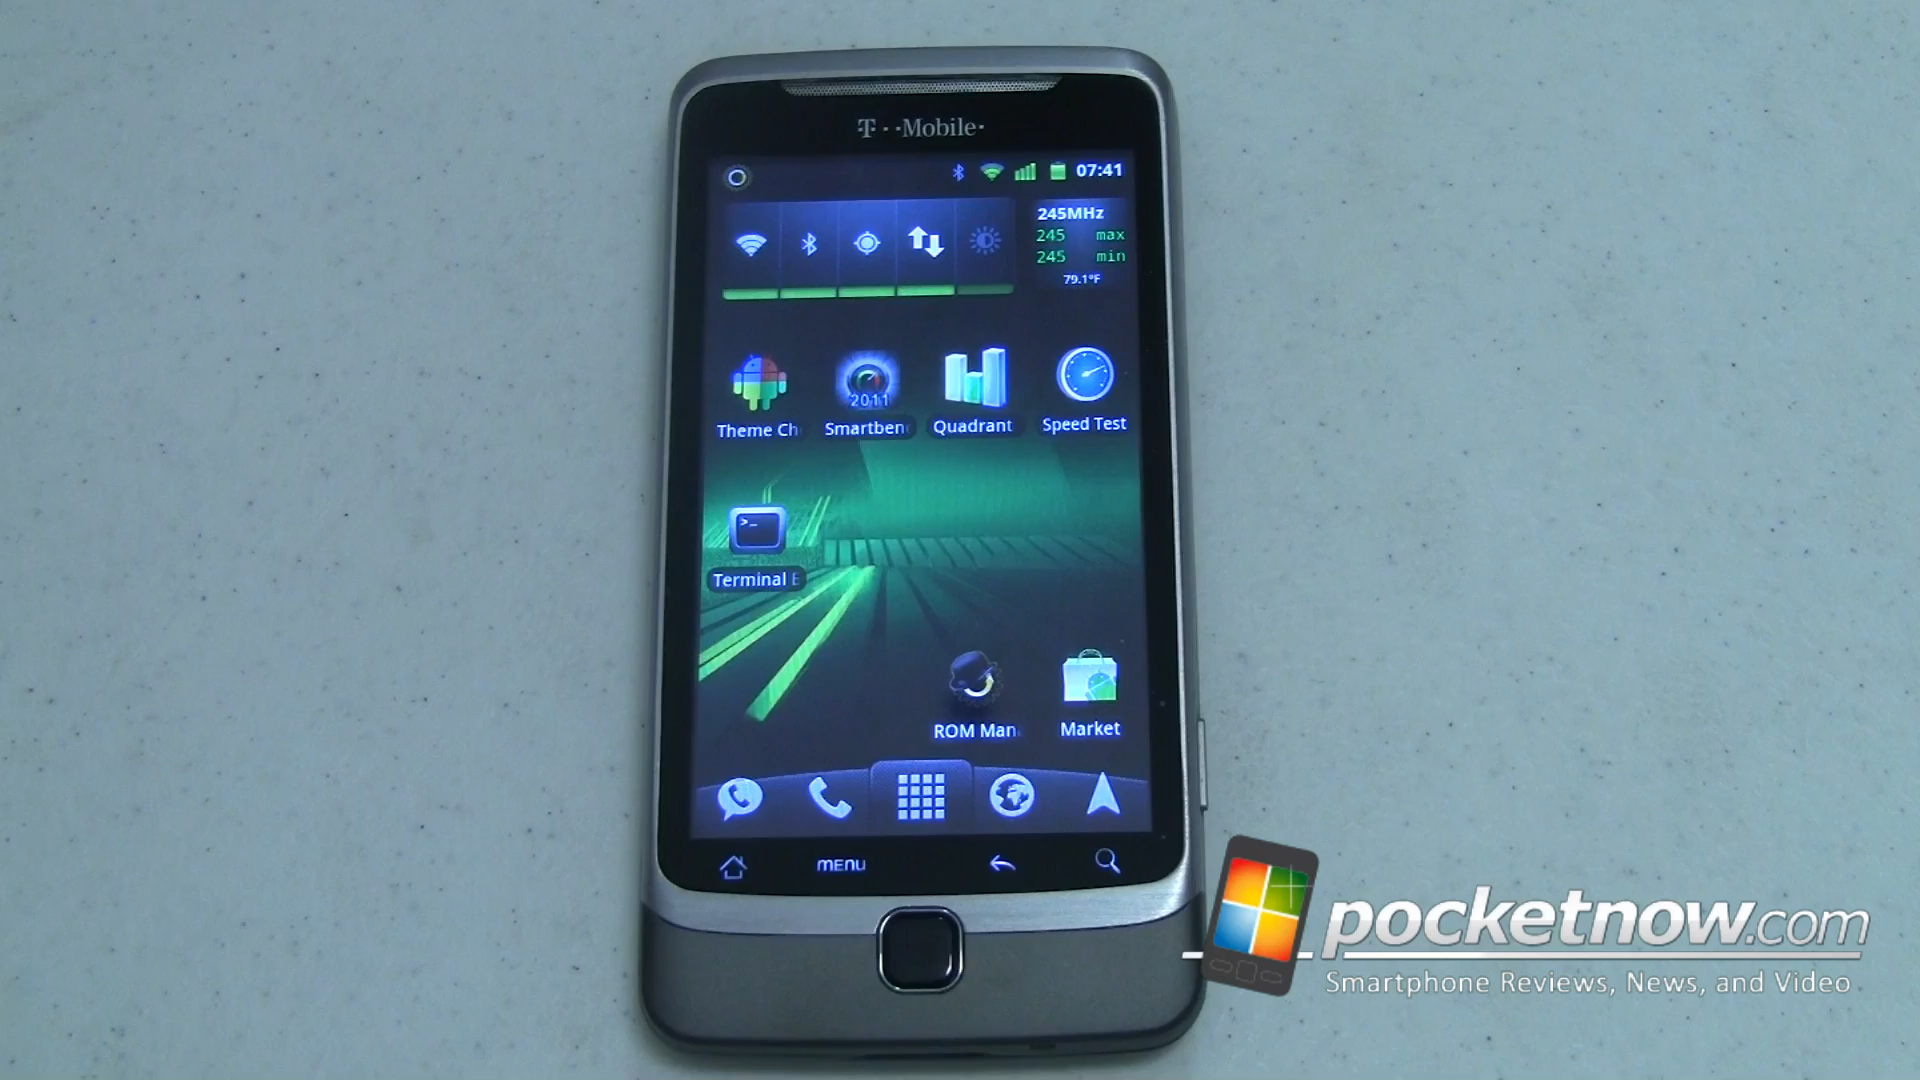 T··Mobile·
07:41
245MHz
245 max
245 min
79.1°F
Theme Ch
2011
Smartben
Quadrant
Speed Test
>_
Terminal E
ROM Man
Market
menu
pocketnow.com
Smartphone Reviews, News, and Video